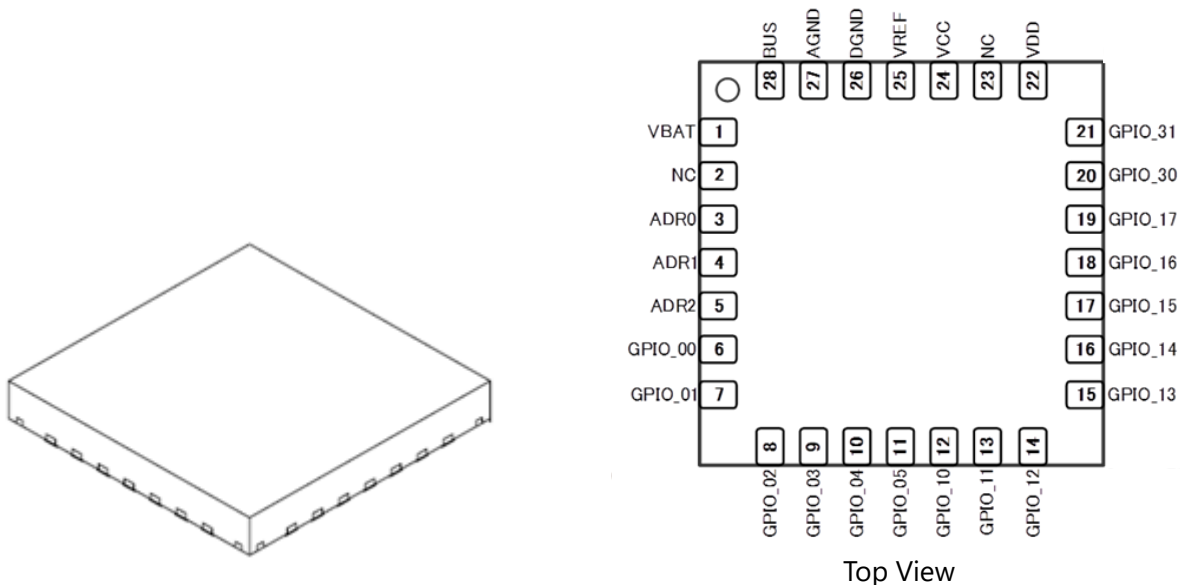 BUS AGND DGND VREF VCC NC VDD
28 27 26 25 24 23 22
VBAT 1 21 GPIO_31
NC 2 20 GPIO_30
ADR0 3 19 GPIO_17
ADR1 4 18 GPIO_16
ADR2 5 17 GPIO_15
GPIO_00 6 16 GPIO_14
GPIO_01 7 15 GPIO_13
8 9 10 11 12 13 14
GPIO_02 GPIO_03 GPIO_04 GPIO_05 GPIO_10 GPIO_11 GPIO_12
Top View